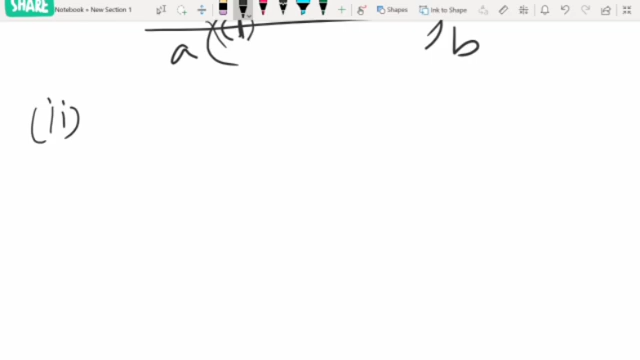 SHARE Notebook • New Section 1 Shapes Ink to Shape
a ( ) b
(ii)